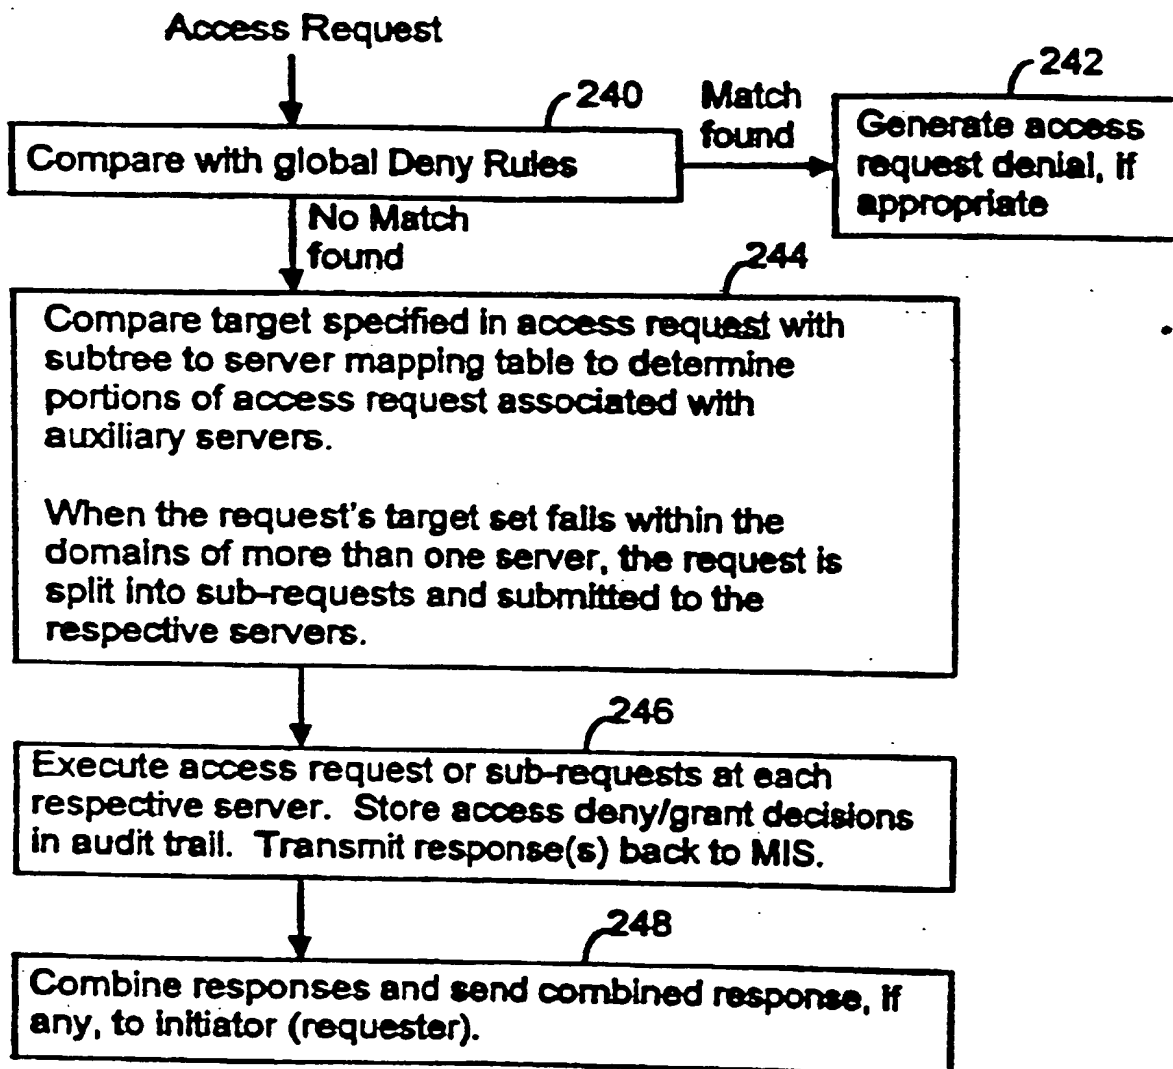 Access Request
240
Match
found
242
Generate access
request denial, if
appropriate
Compare with global Deny Rules
No Match
found
244
Compare target specified in access request with
subtree to server mapping table to determine
portions of access request associated with
auxiliary servers.
When the request's target set falls within the
domains of more than one server, the request is
split into sub-requests and submitted to the
respective servers.
246
Execute access request or sub-requests at each
respective server. Store access deny/grant decisions
in audit trail. Transmit response(s) back to MIS.
248
Combine responses and send combined response, if
any, to initiator (requester).